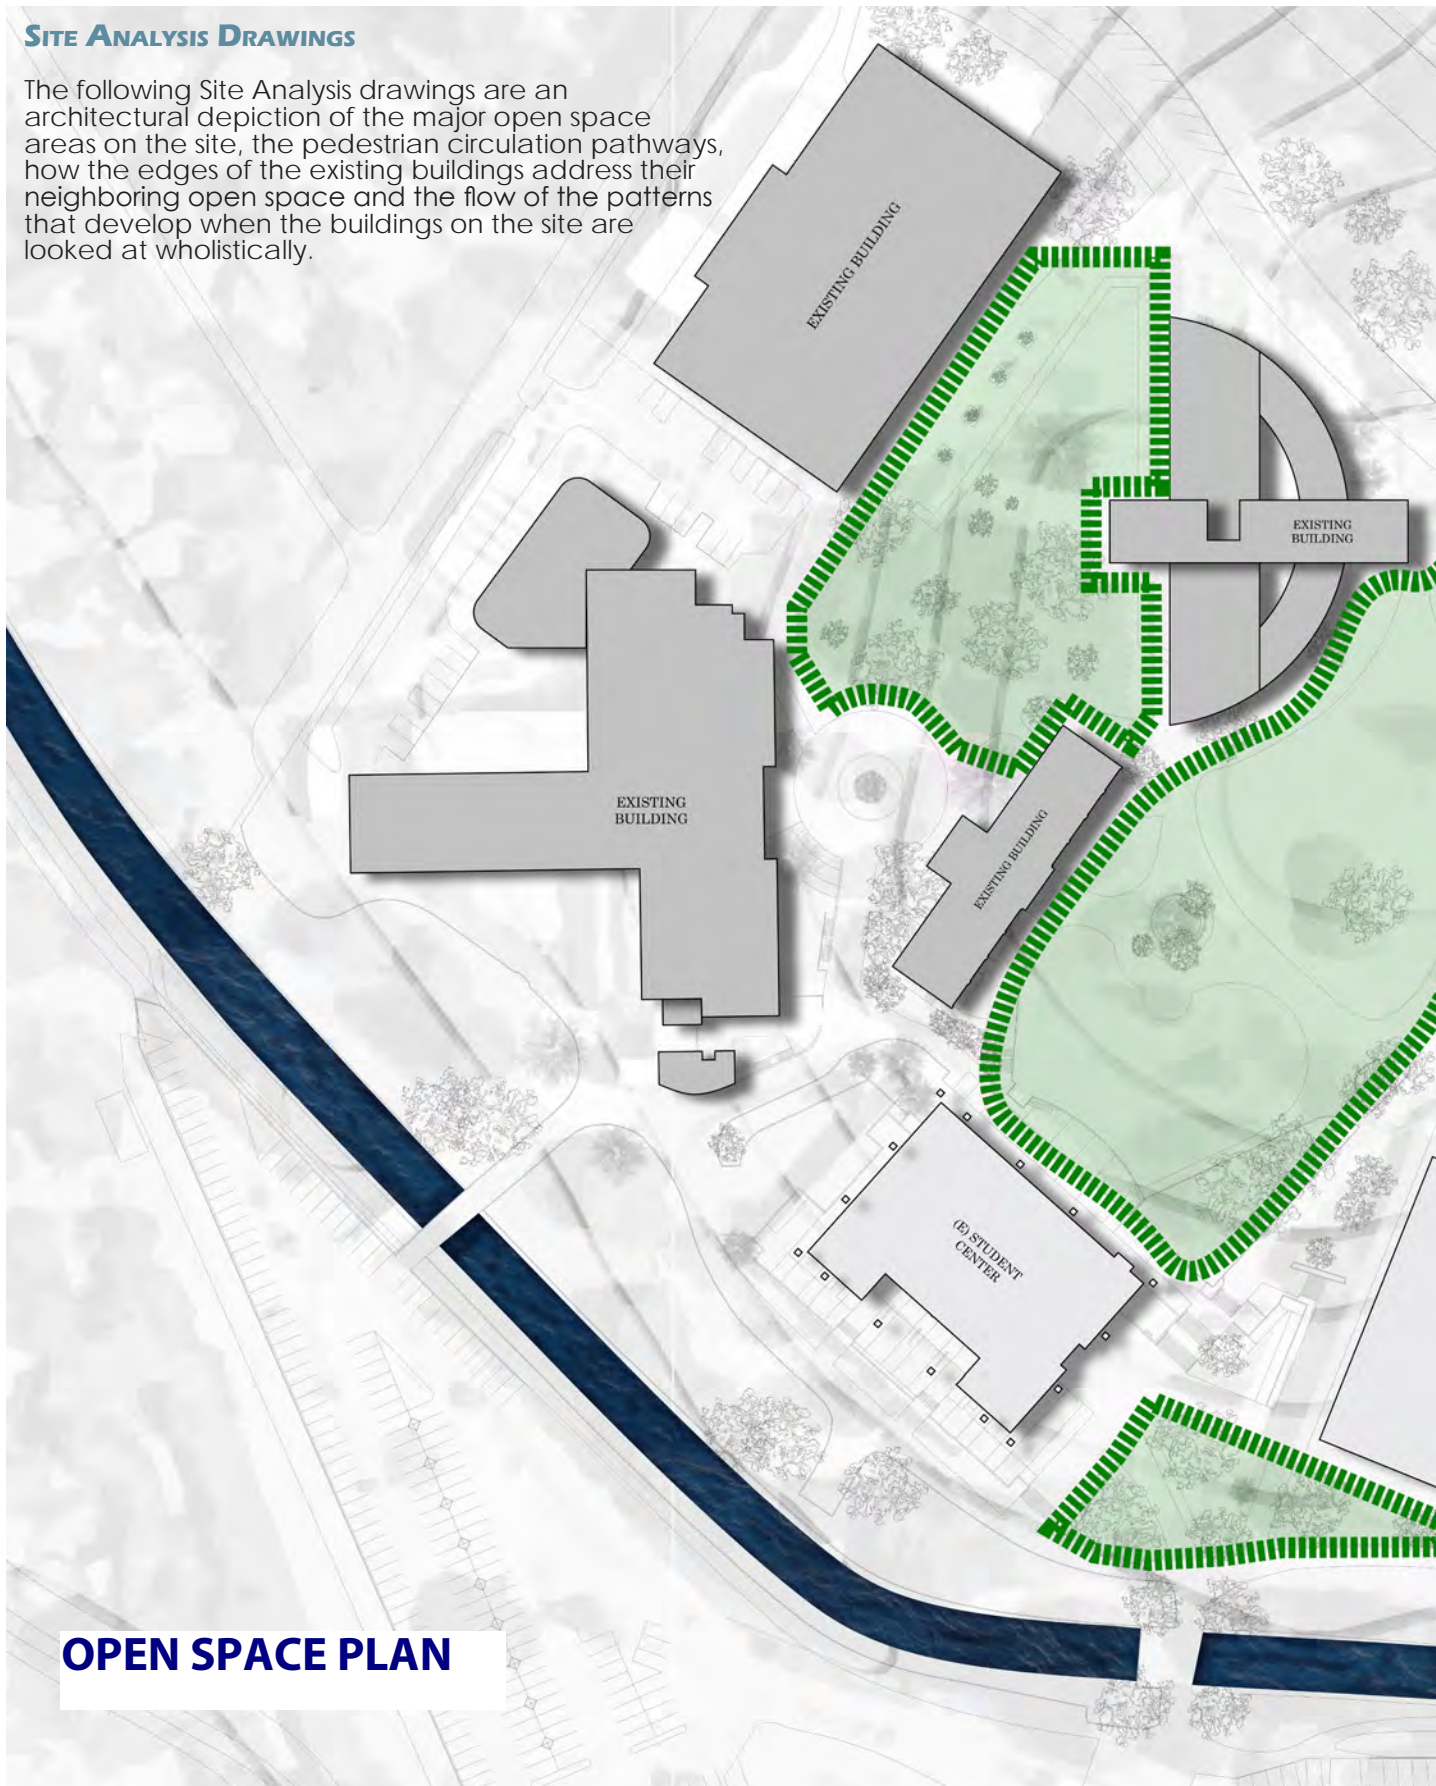 SITE ANALYSIS DRAWINGS
The following Site Analysis drawings are an
architectural depiction of the major open space
areas on the site, the pedestrian circulation pathways,
how the edges of the existing buildings address their
neighboring open space and the flow of the patterns
that develop when the buildings on the site are
looked at wholistically.
EXISTING BUILDING
EXISTING
BUILDING
EXISTING
BUILDING
EXISTING BUILDING
(E) STUDENT
CENTER
OPEN SPACE PLAN